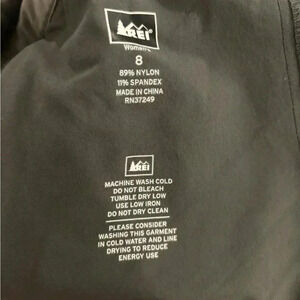 REI
Women's
8
89% NYLON
11% SPANDEX
MADE IN CHINA
RN37249
REI
MACHINE WASH COLD
DO NOT BLEACH
TUMBLE DRY LOW
USE LOW IRON
DO NOT DRY CLEAN
PLEASE CONSIDER
WASHING THIS GARMENT
IN COLD WATER AND LINE
DRYING TO REDUCE
ENERGY USE